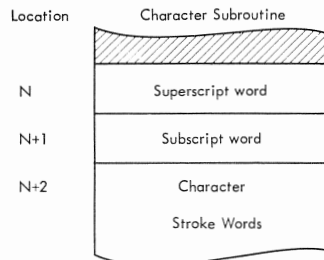 Location Character Subroutine
N Superscript word
N+1 Subscript word
N+2 Character
Stroke Words